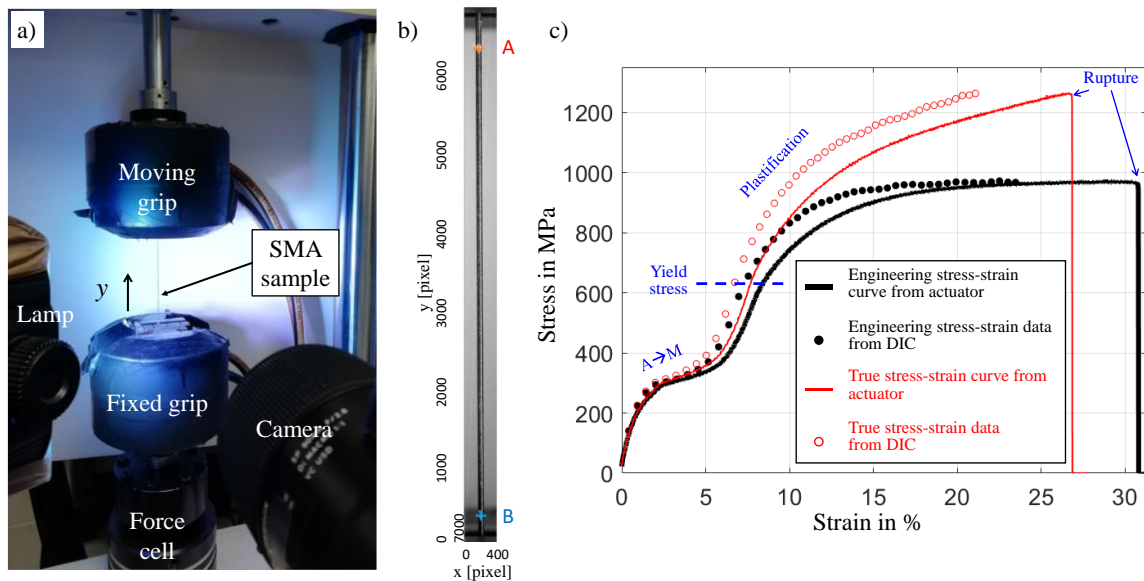 a)
Moving
grip
SMA
sample
y
Lamp
Fixed grip
Camera
Force
cell
b)
A
B
y [pixel]
6000
5000
4000
3000
2000
1000
0
7000
0 400
x [pixel]
c)
Stress in MPa
1200
1000
800
600
400
200
0
0 5 10 15 20 25 30
Strain in %
Rupture
Plastification
Yield
stress
A→M
Engineering stress-strain
curve from actuator
Engineering stress-strain data
from DIC
True stress-strain curve from
actuator
True stress-strain data
from DIC